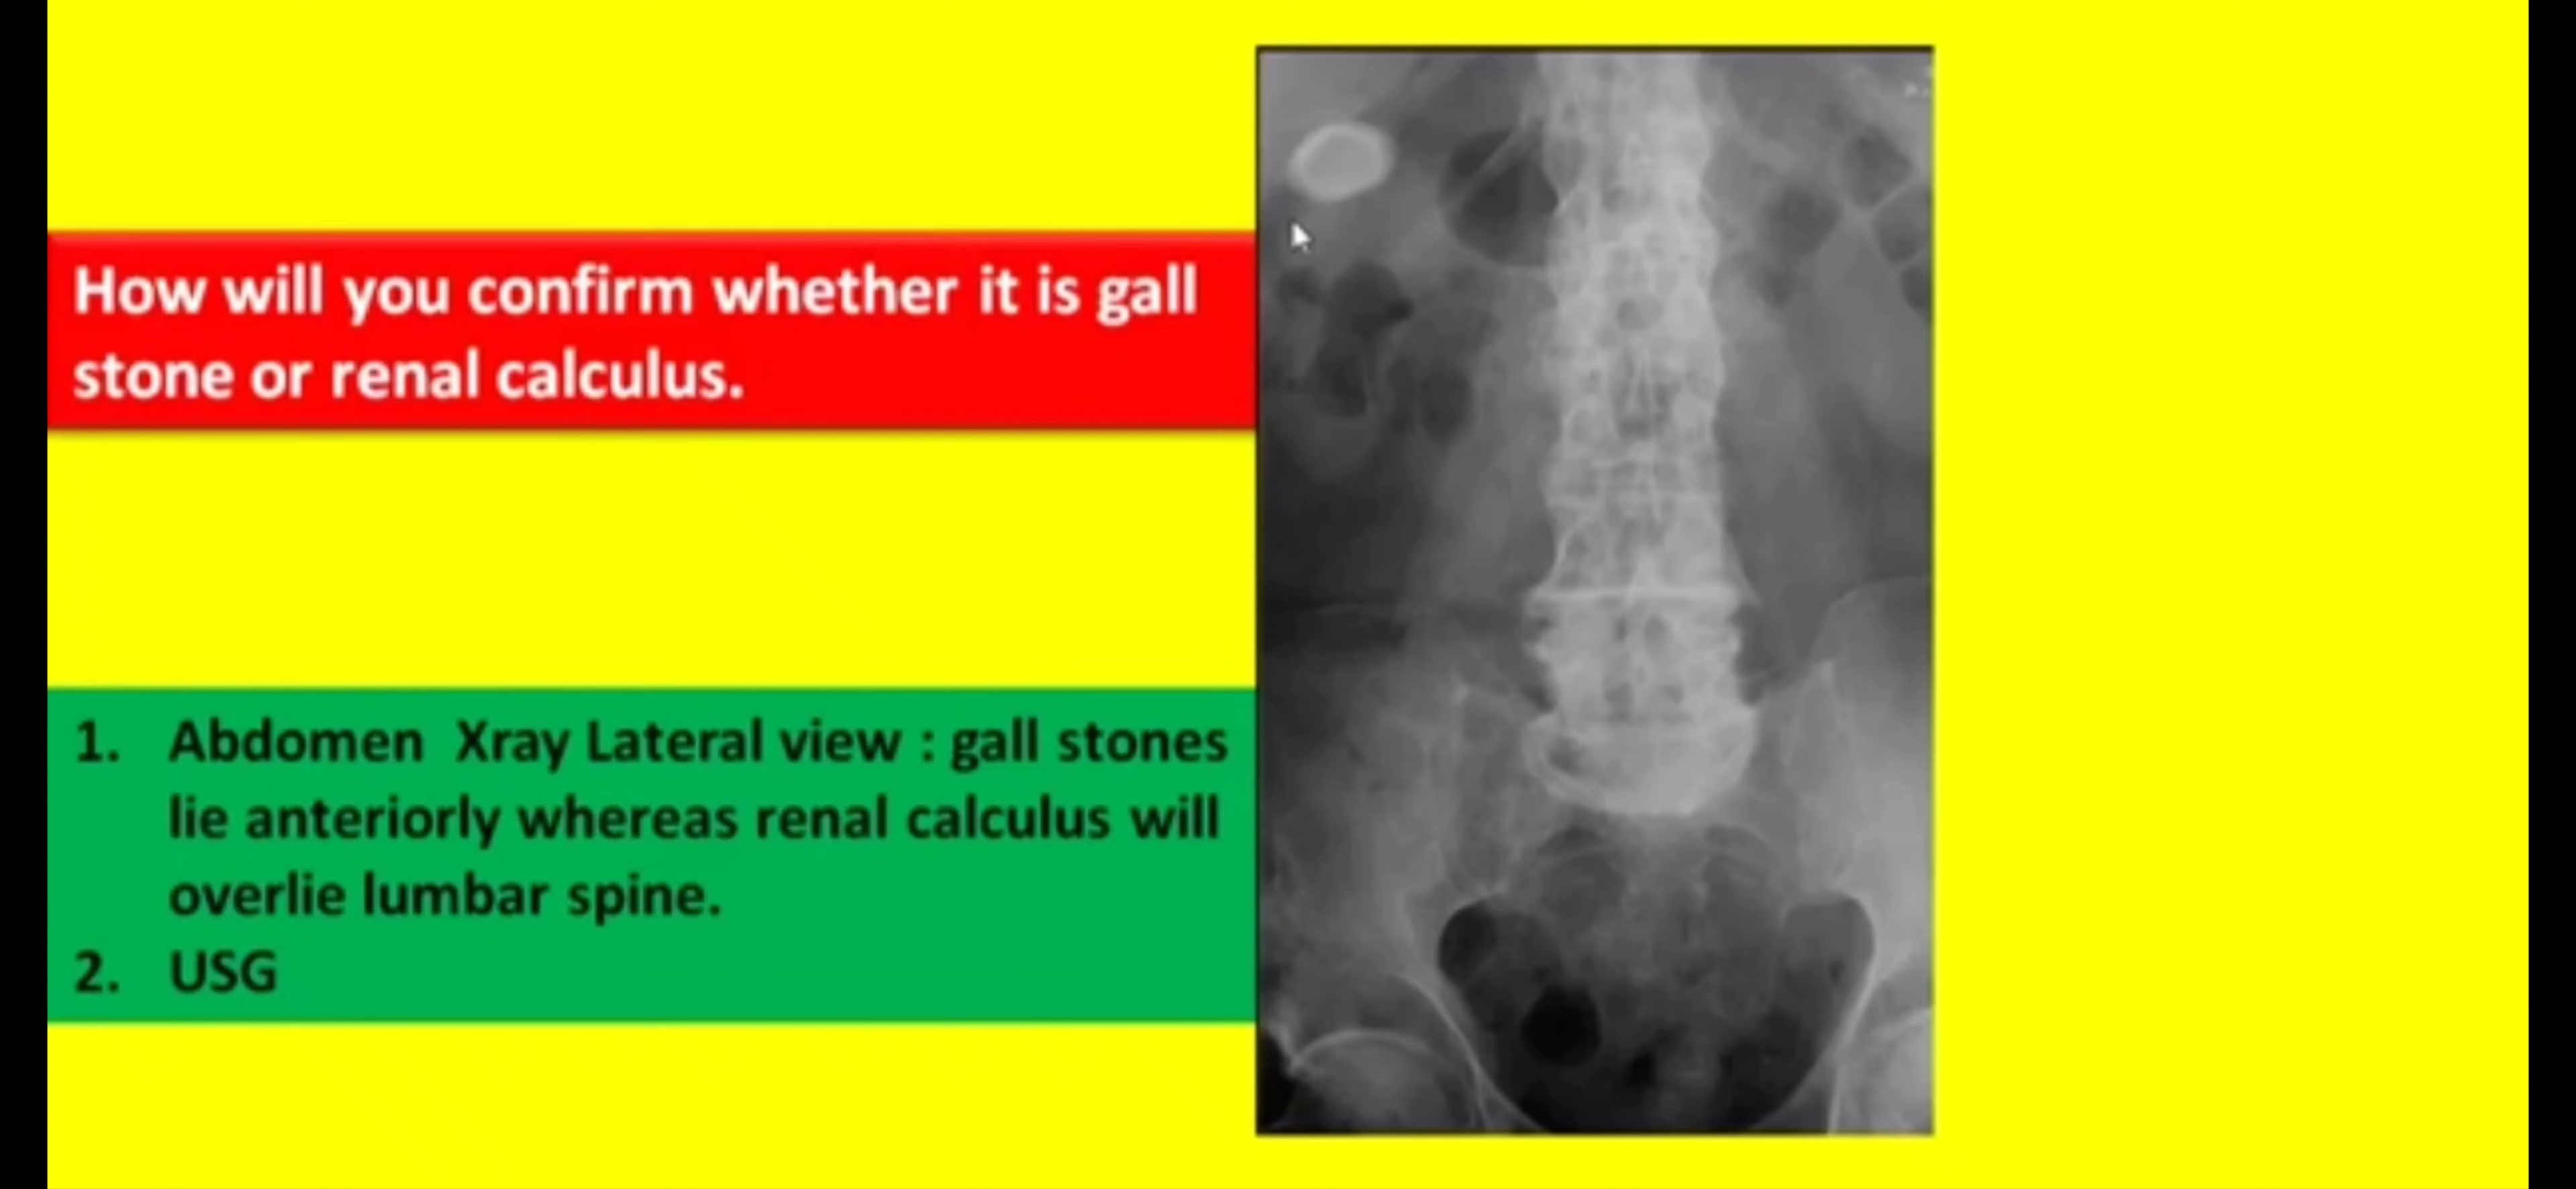 How will you confirm whether it is gall
stone or renal calculus.
1. Abdomen Xray Lateral view : gall stones
lie anteriorly whereas renal calculus will
overlie lumbar spine.
2. USG